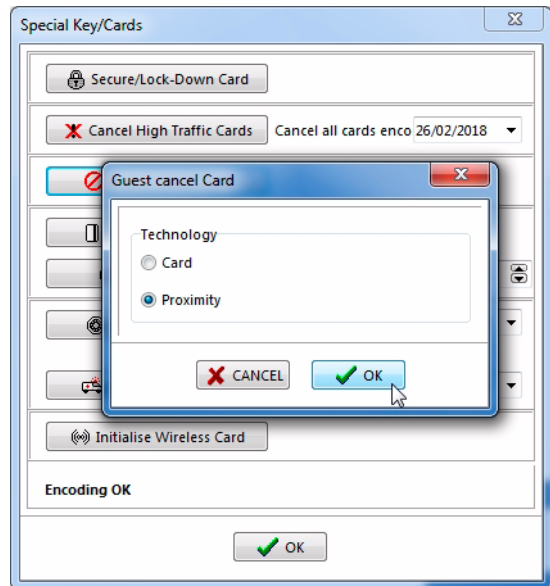 Special Key/Cards
Secure/Lock-Down Card
Cancel High Traffic Cards Cancel all cards enco 26/02/2018
Guest cancel Card
Technology
Card
Proximity
CANCEL OK
Initialise Wireless Card
Encoding OK
OK